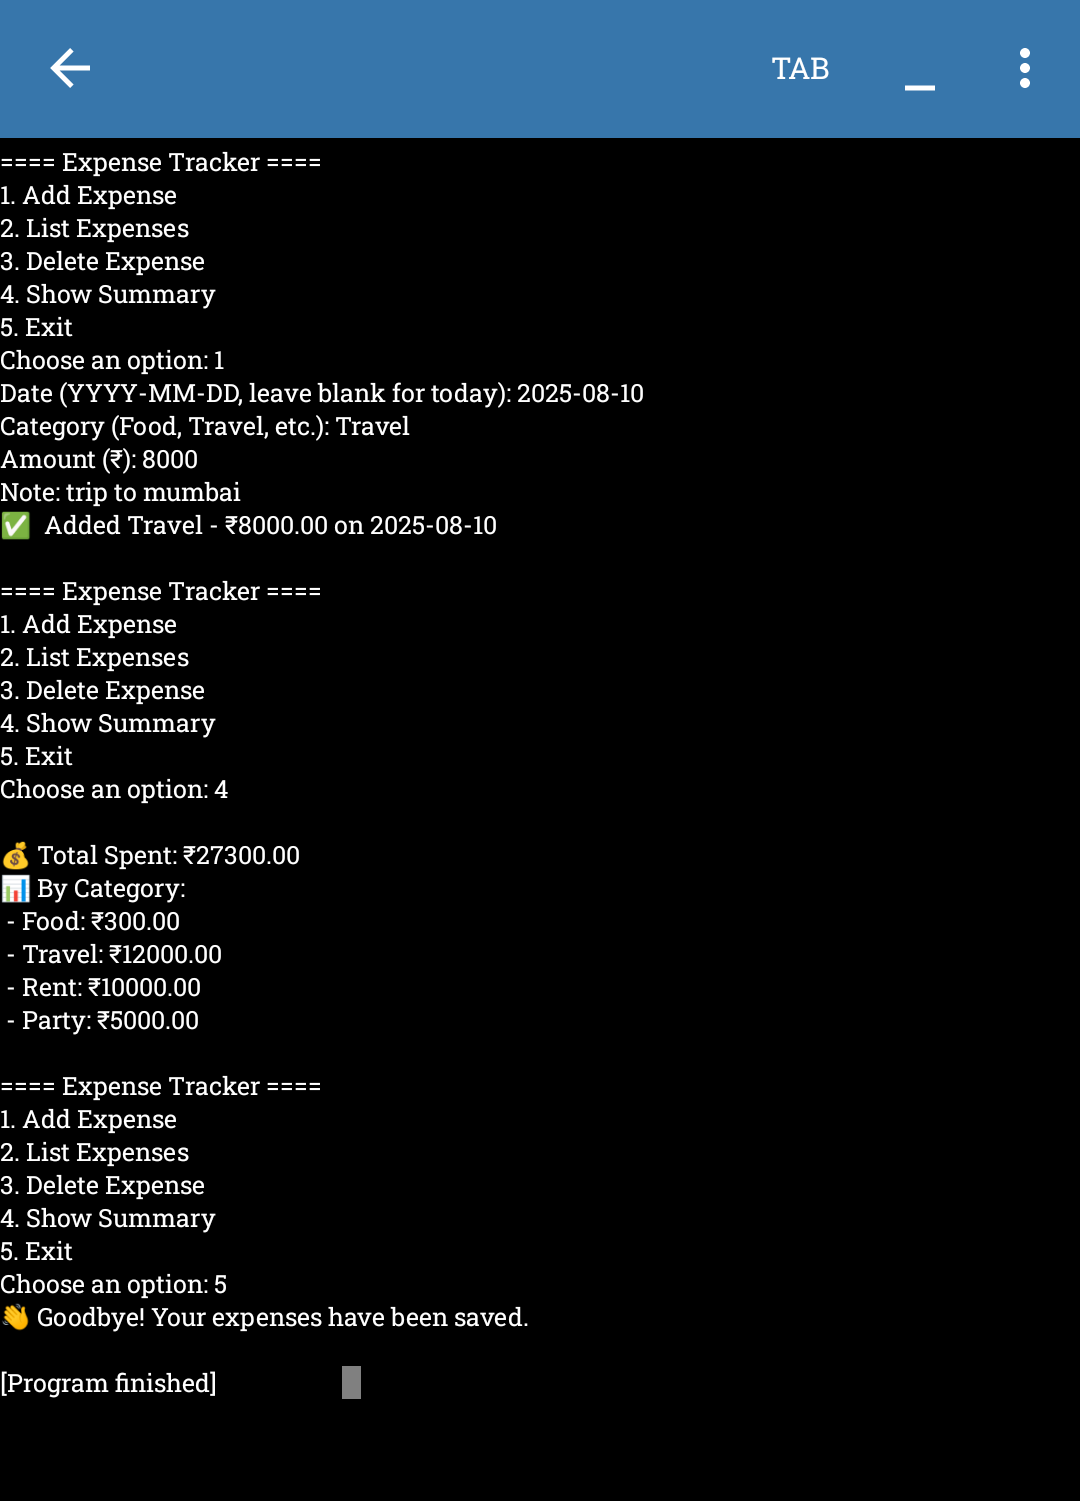 TAB
==== Expense Tracker ====
1. Add Expense
2. List Expenses
3. Delete Expense
4. Show Summary
5. Exit
Choose an option: 1
Date (YYYY-MM-DD, leave blank for today): 2025-08-10
Category (Food, Travel, etc.): Travel
Amount (₹): 8000
Note: trip to mumbai
✅ Added Travel - ₹8000.00 on 2025-08-10
==== Expense Tracker ====
1. Add Expense
2. List Expenses
3. Delete Expense
4. Show Summary
5. Exit
Choose an option: 4
💰 Total Spent: ₹27300.00
📊 By Category:
- Food: ₹300.00
- Travel: ₹12000.00
- Rent: ₹10000.00
- Party: ₹5000.00
==== Expense Tracker ====
1. Add Expense
2. List Expenses
3. Delete Expense
4. Show Summary
5. Exit
Choose an option: 5
👋 Goodbye! Your expenses have been saved.
[Program finished]